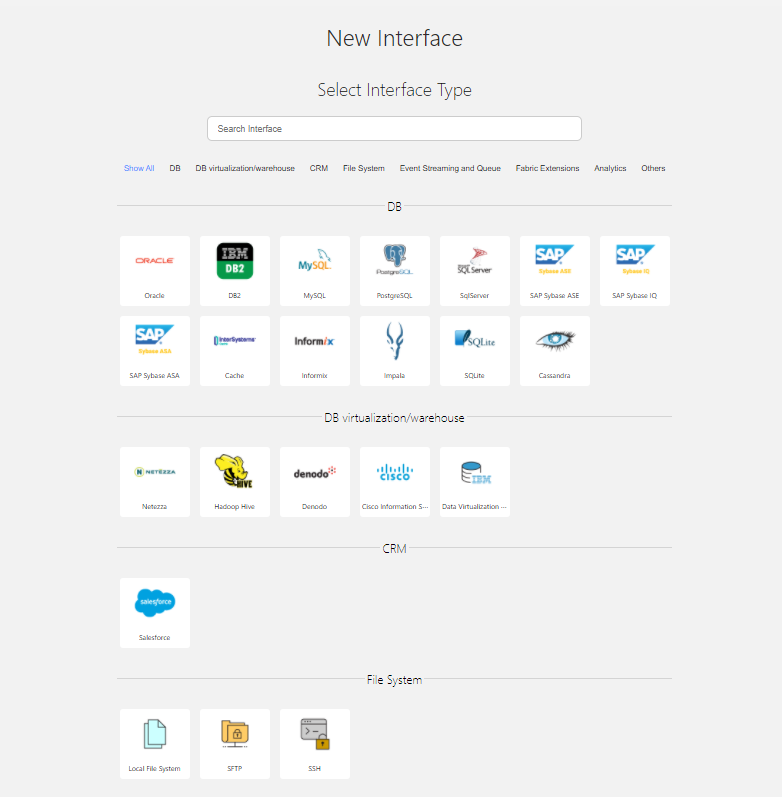 New Interface
Select Interface Type
Search Interface
Show All DB DB virtualization/warehouse CRM File System Event Streaming and Queue Fabric Extensions Analytics Others
DB
ORACLE IBM DB2 MySQL PostgreSQL SQL Server SAP Sybase ASE SAP Sybase IQ
Oracle DB2 MySQL PostgreSQL SqlServer SAP Sybase ASE SAP Sybase IQ
SAP Sybase ASA InterSystems Informix SQLite
SAP Sybase ASA Cache Informix Impala SQLite Cassandra
DB virtualization/warehouse
N NETEZZA HIVE denodo CISCO IBM
Netezza Hadoop Hive Denodo Cisco Information S··· Data Virtualization ···
CRM
salesforce
Salesforce
File System
Local File System SFTP SSH